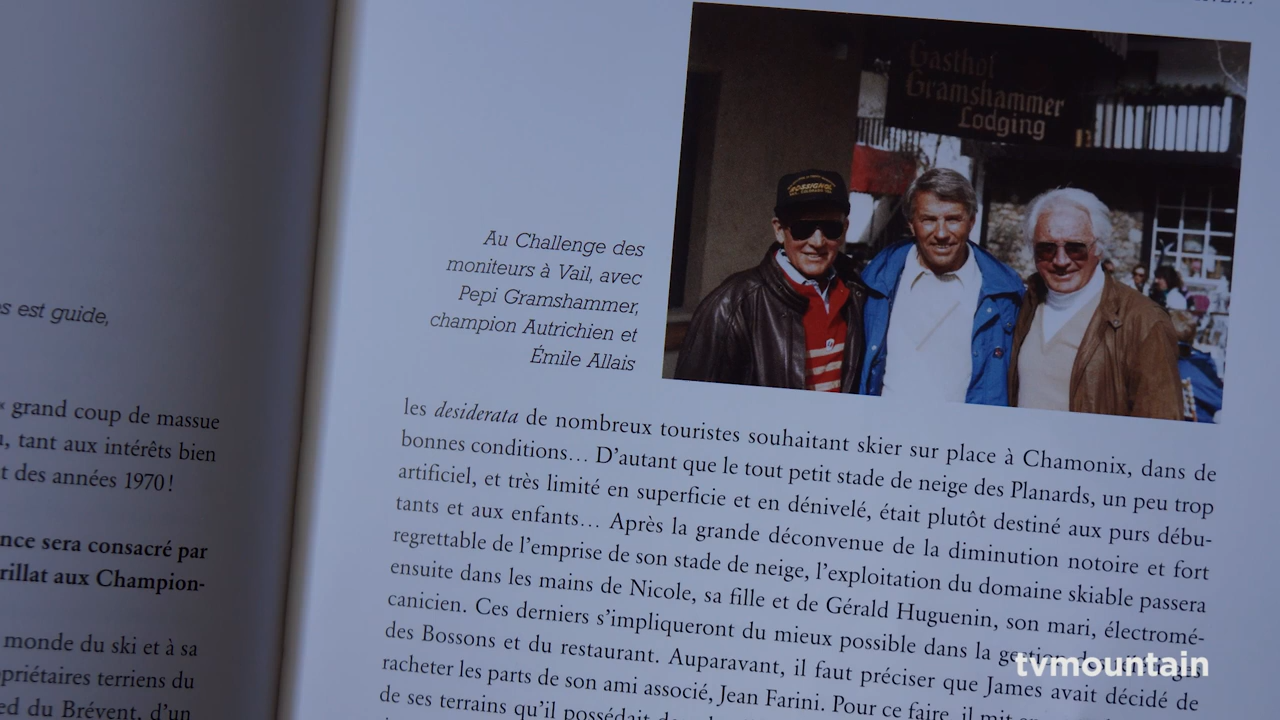 s est guide,
« grand coup de massue
, tant aux intérêts bien
t des années 1970 !
nce sera consacré par
rillat aux Champion-
monde du ski et à sa
priétaires terriens du
ed du Brévent, d'un
Gasthof
Gramshammer
Lodging
ROSSIGNOL
Au Challenge des
moniteurs à Vail, avec
Pepi Gramshammer,
champion Autrichien et
Émile Allais
les desiderata de nombreux touristes souhaitant skier sur place à Chamonix, dans de
bonnes conditions… D'autant que le tout petit stade de neige des Planards, un peu trop
artificiel, et très limité en superficie et en dénivelé, était plutôt destiné aux purs débu-
tants et aux enfants… Après la grande déconvenue de la diminution notoire et fort
regrettable de l'emprise de son stade de neige, l'exploitation du domaine skiable passera
ensuite dans les mains de Nicole, sa fille et de Gérald Huguenin, son mari, électromé-
canicien. Ces derniers s'impliqueront du mieux possible dans la
des Bossons et du restaurant. Auparavant, il faut préciser que James avait décidé de
racheter les parts de son ami associé, Jean Farini. Pour ce faire, il mit
de ses terrains qu'il possédait
tvmountain